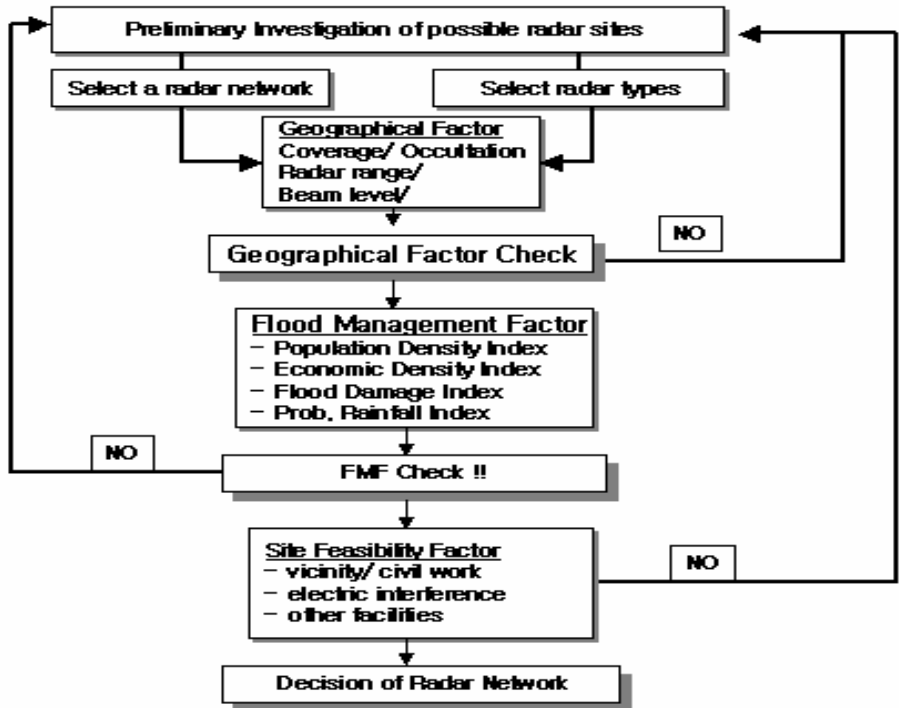 Preliminary Investigation of possible radar sites
Select a radar network
Select radar types
Geographical Factor
Coverage/ Occultation
Radar range/
Beam level/
NO
Geographical Factor Check
Flood Management Factor
- Population Density Index
- Economic Density Index
- Flood Damage Index
- Prob, Rainfall Index
NO
FMF Check !!
Site Feasibility Factor
- vicinity/ civil work
- electric interference
- other facilities
NO
Decision of Radar Network